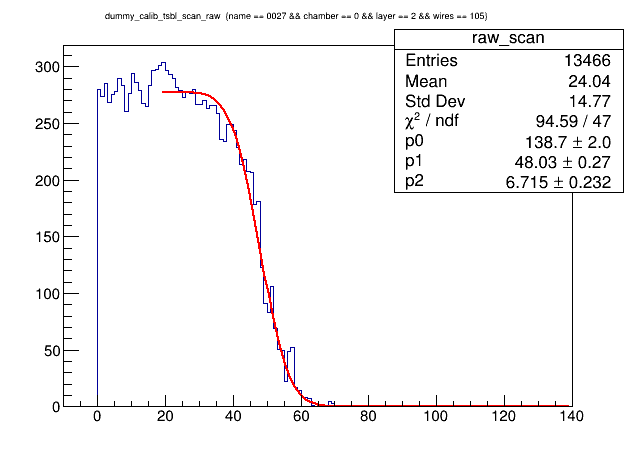 dummy_calib_tsbl_scan_raw (name == 0027 && chamber == 0 && layer == 2 && wires == 105)
raw_scan
Entries 13466
Mean 24.04
Std Dev 14.77
χ² / ndf 94.59 / 47
p0 138.7 ± 2.0
p1 48.03 ± 0.27
p2 6.715 ± 0.232
300
250
200
150
100
50
0
0 20 40 60 80 100 120 140